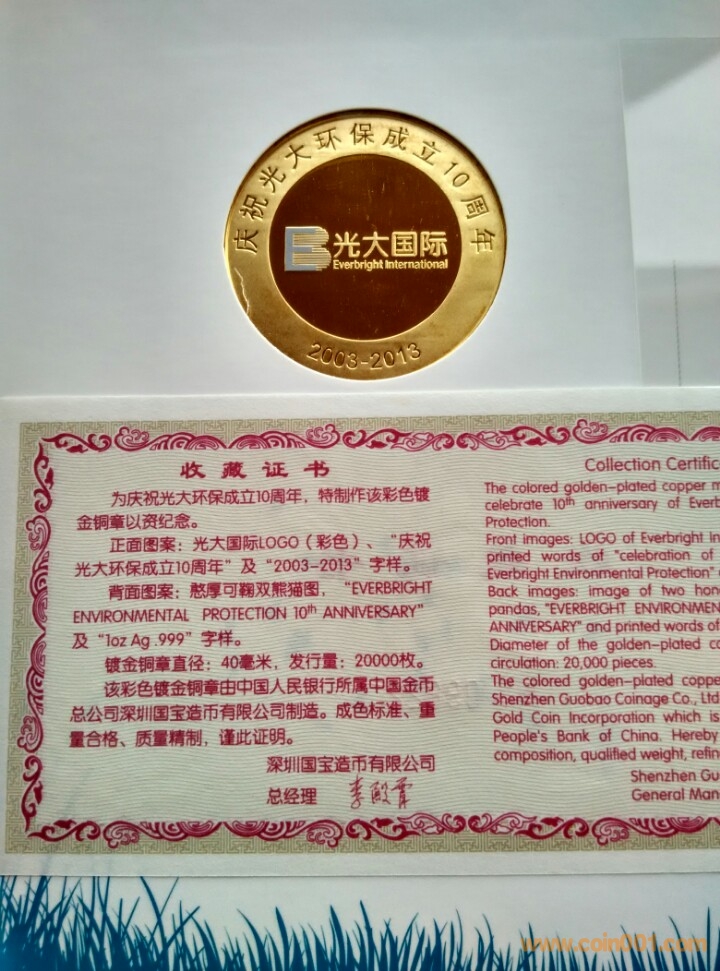 庆祝光大环保成立10周年
光大国际
Everbright International
2003-2013
收藏证书
为庆祝光大环保成立10周年，特制作该彩色镀
金铜章以资纪念。
正面图案：光大国际LOGO（彩色）、“庆祝
光大环保成立10周年”及“2003-2013”字样。
背面图案：憨厚可鞠双熊猫图，“EVERBRIGHT
ENVIRONMENTAL PROTECTION 10th ANNIVERSARY”
及“1oz Ag .999”字样。
镀金铜章直径：40毫米，发行量：20000枚。
该彩色镀金铜章由中国人民银行所属中国金币
总公司深圳国宝造币有限公司制造。成色标准、重
量合格、质量精制，谨此证明。
深圳国宝造币有限公司
总经理
Collection Certific
The colored golden-plated copper m
celebrate 10th anniversary of Everb
Protection.
Front images: LOGO of Everbright In
printed words of "celebration of
Everbright Environmental Protection"
Back images: image of two hon
pandas, "EVERBRIGHT ENVIRONMEN
ANNIVERSARY" and printed words of
Diameter of the golden-plated co
circulation: 20,000 pieces.
The colored golden-plated coppe
Shenzhen Guobao Coinage Co., Ltd
Gold Coin Incorporation which is
People's Bank of China. Hereby
composition, qualified weight, refin
Shenzhen Gu
General Man
www.coin001.com